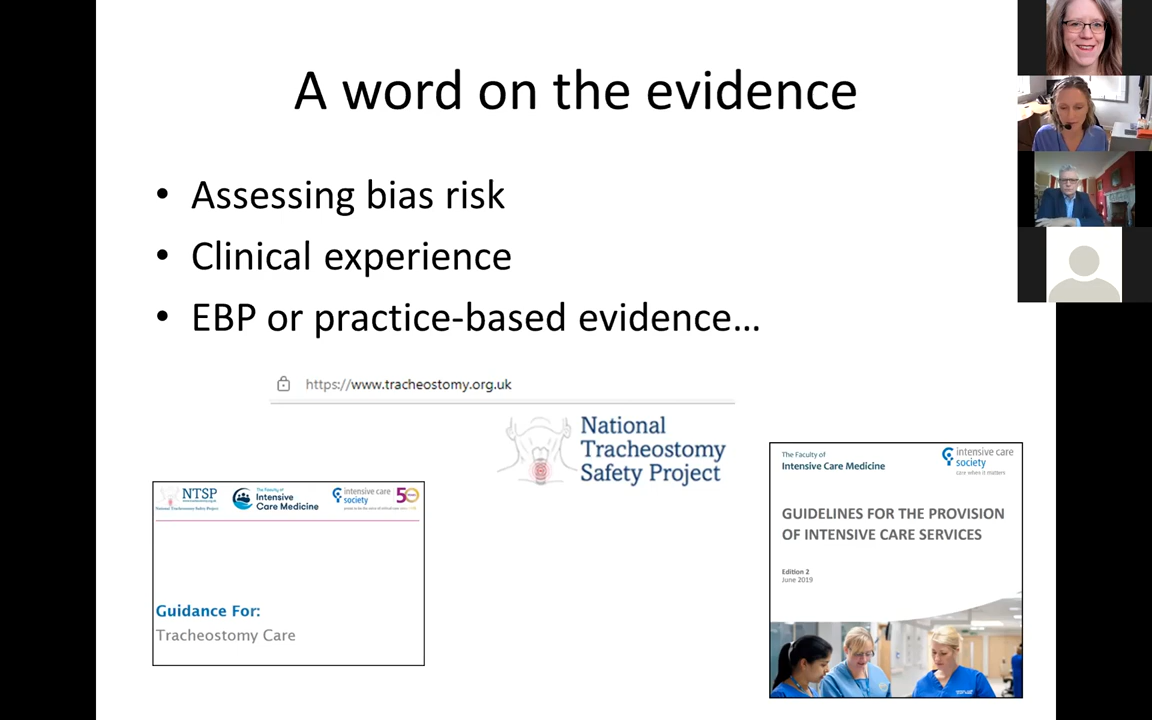 A word on the evidence
• Assessing bias risk
• Clinical experience
• EBP or practice-based evidence...
https://www.tracheostomy.org.uk
National
Tracheostomy
Safety Project
NTSP
National Tracheostomy Safety Project
The Faculty of
Intensive
Care Medicine
intensive care
society
50
Guidance For:
Tracheostomy Care
The Faculty of
Intensive Care Medicine
intensive care
society
care when it matters
GUIDELINES FOR THE PROVISION
OF INTENSIVE CARE SERVICES
Edition 2
June 2019